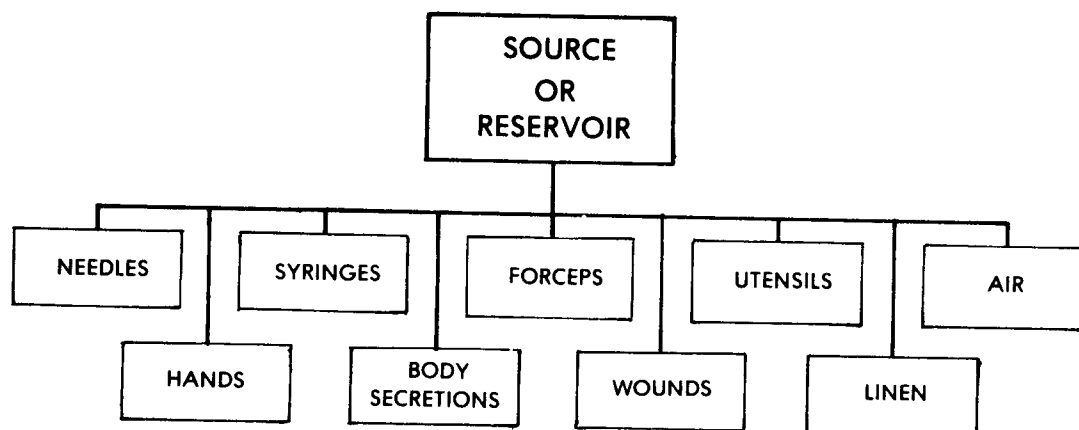 SOURCE
OR
RESERVOIR
NEEDLES
SYRINGES
FORCEPS
UTENSILS
AIR
HANDS
BODY
SECRETIONS
WOUNDS
LINEN